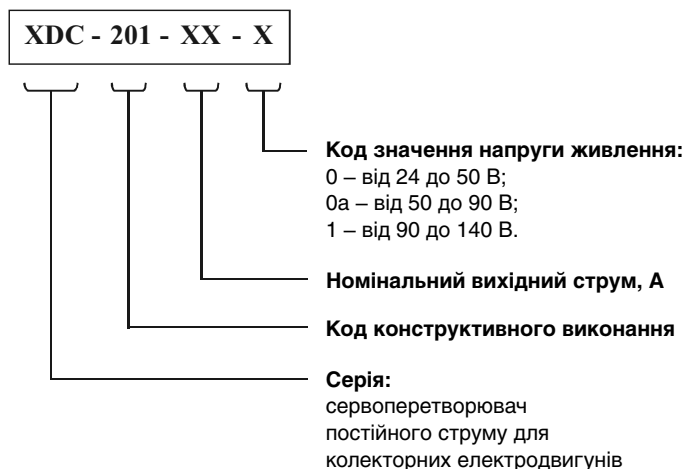 XDC - 201 - XX - X
Код значення напруги живлення:
0 – від 24 до 50 В;
0а – від 50 до 90 В;
1 – від 90 до 140 В.
Номінальний вихідний струм, А
Код конструктивного виконання
Серія:
сервоперетворювач
постійного струму для
колекторних електродвигунів